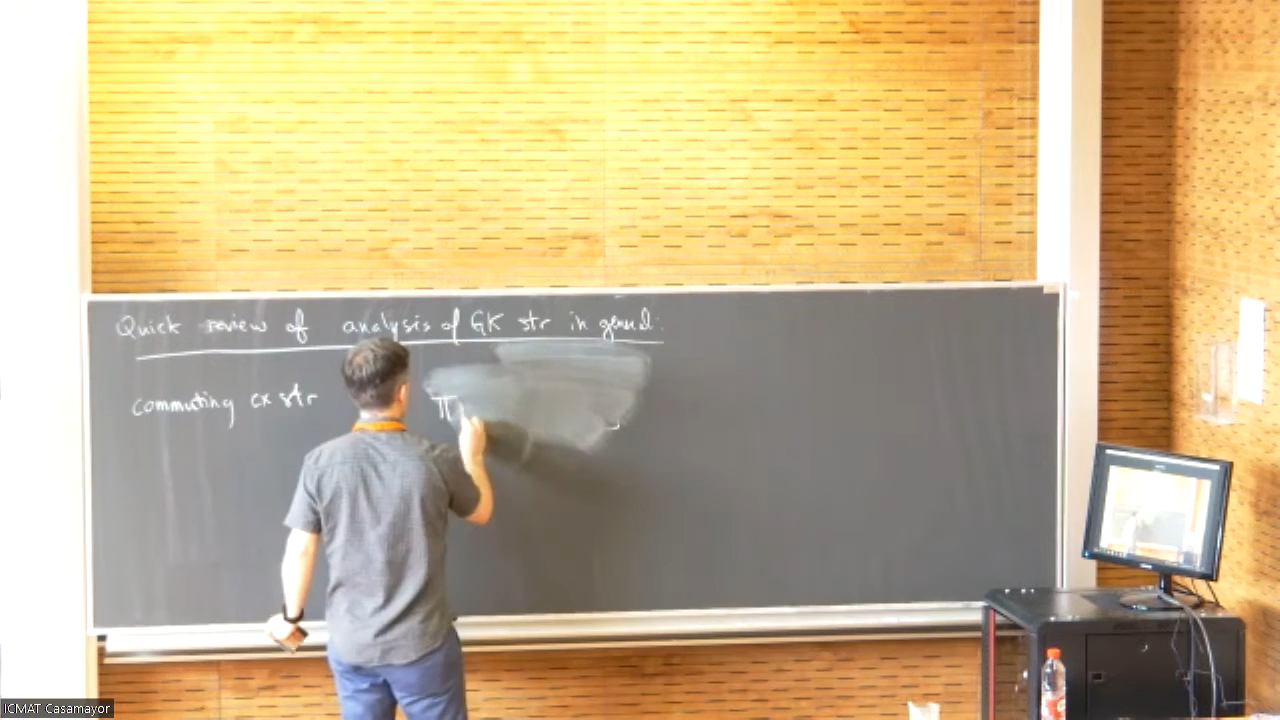 Quick review of analysis of GK str in general:
commuting cx str
π
ICMAT Casamayor